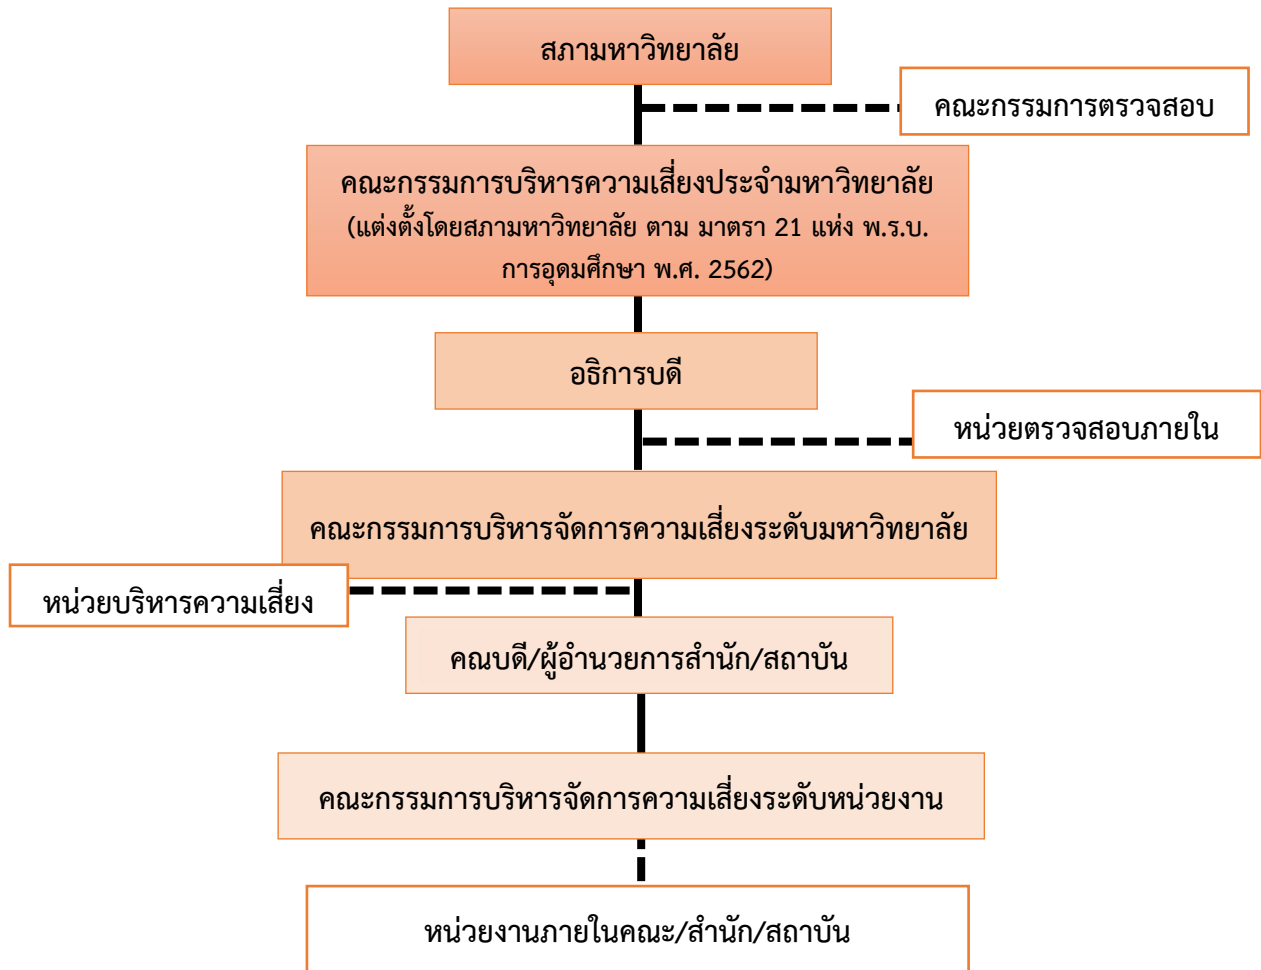 สภามหาวิทยาลัย
คณะกรรมการตรวจสอบ
คณะกรรมการบริหารความเสี่ยงประจำมหาวิทยาลัย
(แต่งตั้งโดยสภามหาวิทยาลัย ตาม มาตรา 21 แห่ง พ.ร.บ.
การอุดมศึกษา พ.ศ. 2562)
อธิการบดี
หน่วยตรวจสอบภายใน
คณะกรรมการบริหารจัดการความเสี่ยงระดับมหาวิทยาลัย
หน่วยบริหารความเสี่ยง
คณบดี/ผู้อำนวยการสำนัก/สถาบัน
คณะกรรมการบริหารจัดการความเสี่ยงระดับหน่วยงาน
หน่วยงานภายในคณะ/สำนัก/สถาบัน